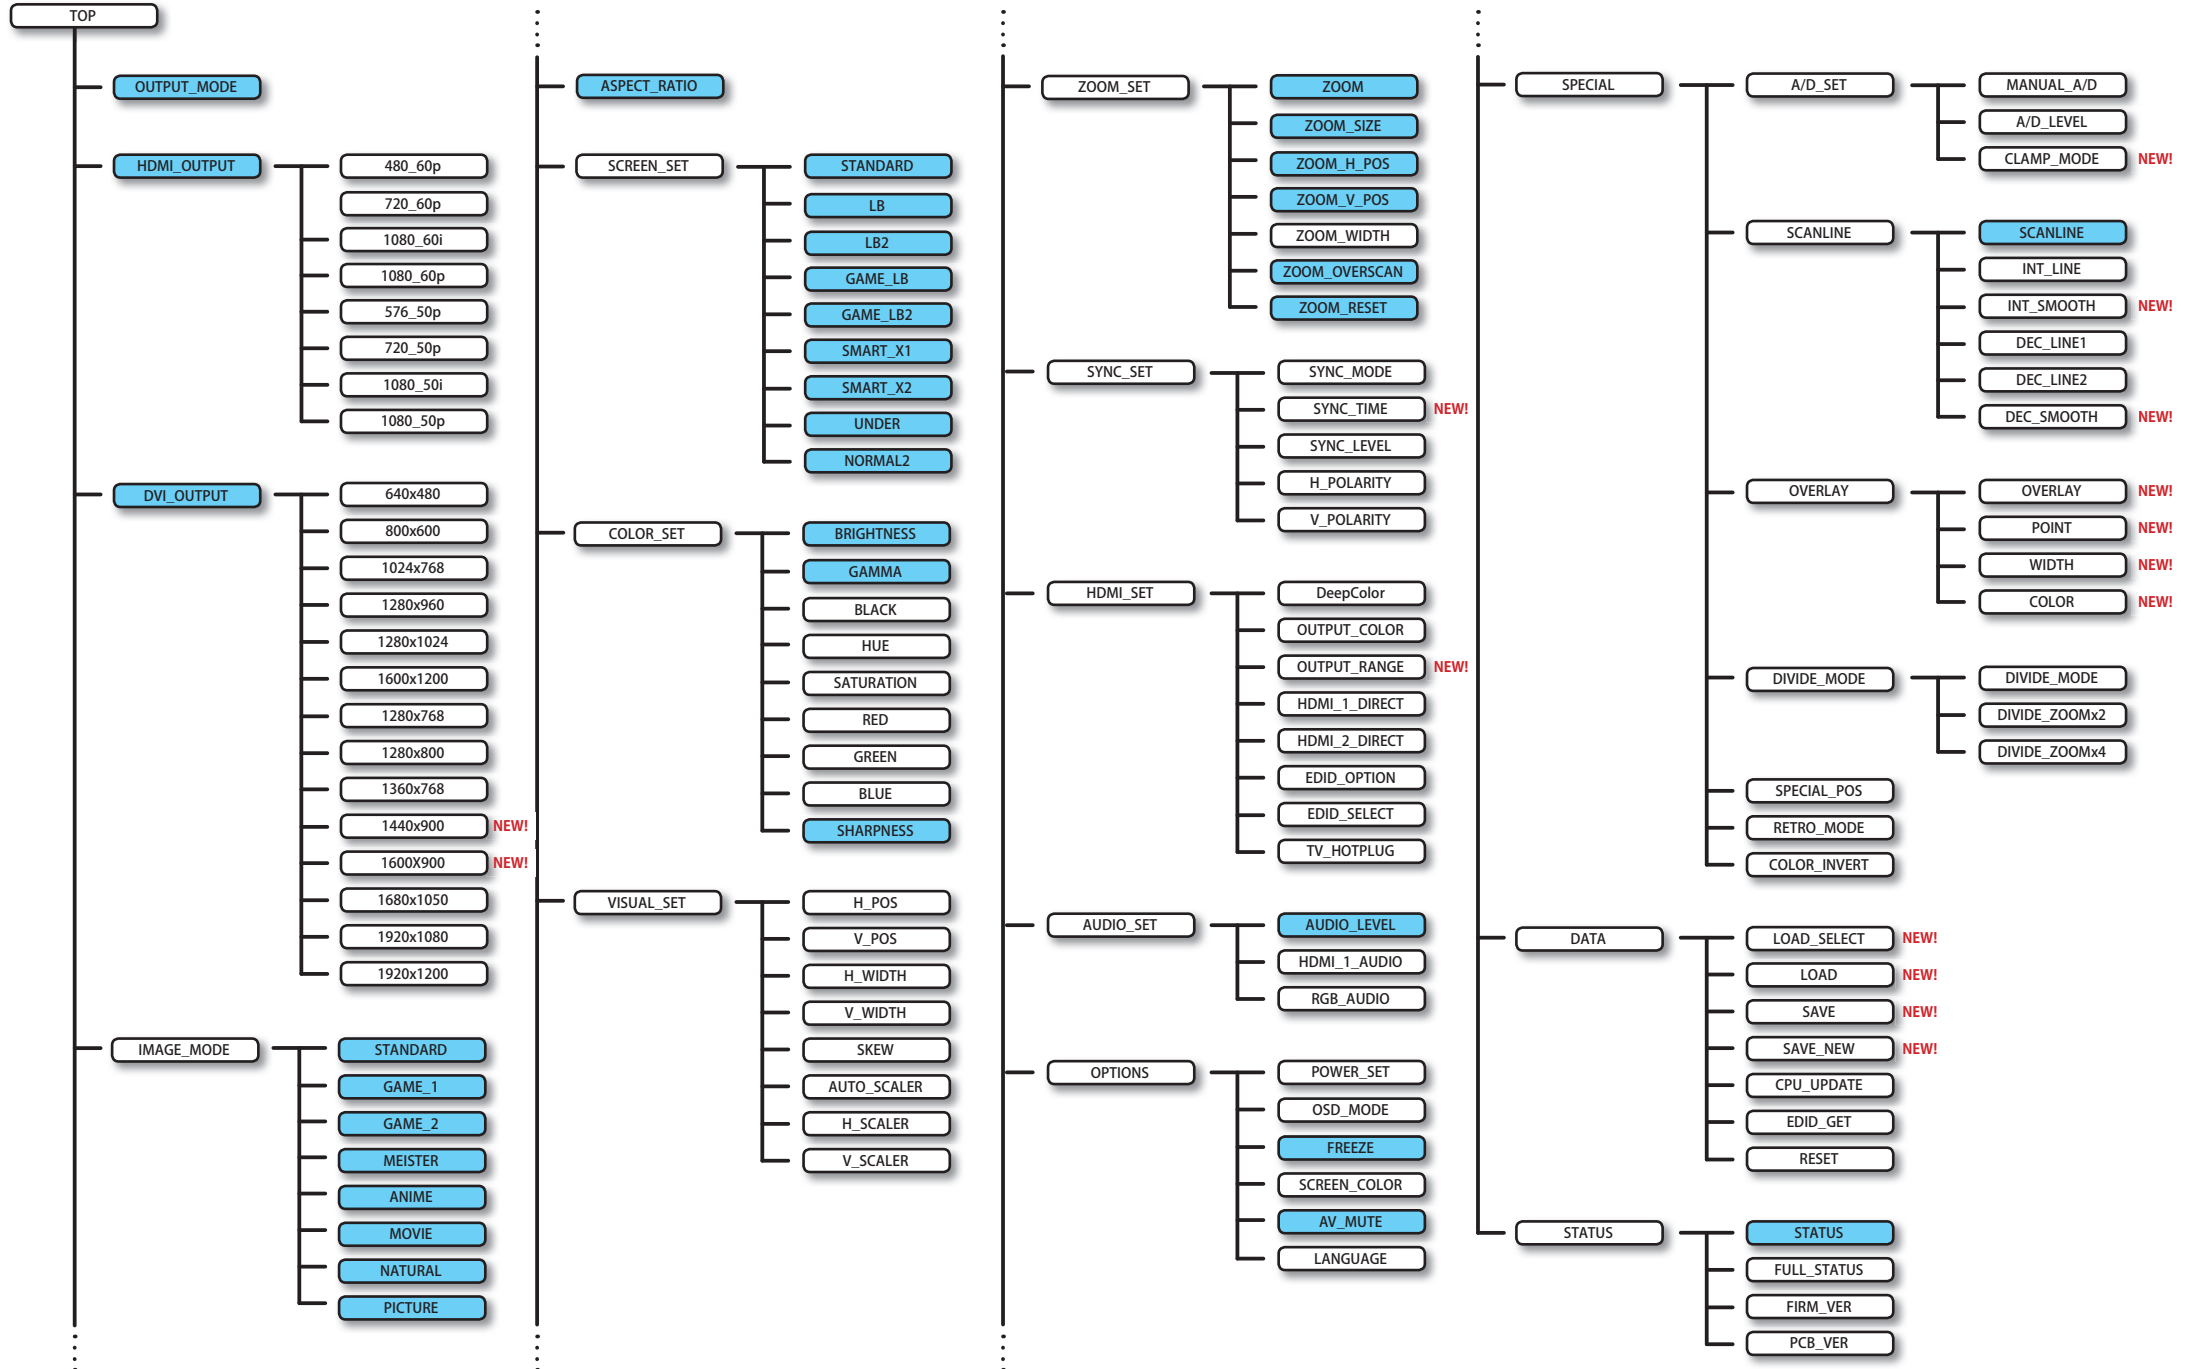 TOP
OUTPUT_MODE
HDMI_OUTPUT
480_60p
720_60p
1080_60i
1080_60p
576_50p
720_50p
1080_50i
1080_50p
DVI_OUTPUT
640x480
800x600
1024x768
1280x960
1280x1024
1600x1200
1280x768
1280x800
1360x768
1440x900 NEW!
1600X900 NEW!
1680x1050
1920x1080
1920x1200
IMAGE_MODE
STANDARD
GAME_1
GAME_2
MEISTER
ANIME
MOVIE
NATURAL
PICTURE
ASPECT_RATIO
SCREEN_SET
STANDARD
LB
LB2
GAME_LB
GAME_LB2
SMART_X1
SMART_X2
UNDER
NORMAL2
COLOR_SET
BRIGHTNESS
GAMMA
BLACK
HUE
SATURATION
RED
GREEN
BLUE
SHARPNESS
VISUAL_SET
H_POS
V_POS
H_WIDTH
V_WIDTH
SKEW
AUTO_SCALER
H_SCALER
V_SCALER
ZOOM_SET
ZOOM
ZOOM_SIZE
ZOOM_H_POS
ZOOM_V_POS
ZOOM_WIDTH
ZOOM_OVERSCAN
ZOOM_RESET
SYNC_SET
SYNC_MODE
SYNC_TIME NEW!
SYNC_LEVEL
H_POLARITY
V_POLARITY
HDMI_SET
DeepColor
OUTPUT_COLOR
OUTPUT_RANGE NEW!
HDMI_1_DIRECT
HDMI_2_DIRECT
EDID_OPTION
EDID_SELECT
TV_HOTPLUG
AUDIO_SET
AUDIO_LEVEL
HDMI_1_AUDIO
RGB_AUDIO
OPTIONS
POWER_SET
OSD_MODE
FREEZE
SCREEN_COLOR
AV_MUTE
LANGUAGE
SPECIAL
A/D_SET
MANUAL_A/D
A/D_LEVEL
CLAMP_MODE NEW!
SCANLINE
SCANLINE
INT_LINE
INT_SMOOTH NEW!
DEC_LINE1
DEC_LINE2
DEC_SMOOTH NEW!
OVERLAY
OVERLAY NEW!
POINT NEW!
WIDTH NEW!
COLOR NEW!
DIVIDE_MODE
DIVIDE_MODE
DIVIDE_ZOOMx2
DIVIDE_ZOOMx4
SPECIAL_POS
RETRO_MODE
COLOR_INVERT
DATA
LOAD_SELECT NEW!
LOAD NEW!
SAVE NEW!
SAVE_NEW NEW!
CPU_UPDATE
EDID_GET
RESET
STATUS
STATUS
FULL_STATUS
FIRM_VER
PCB_VER